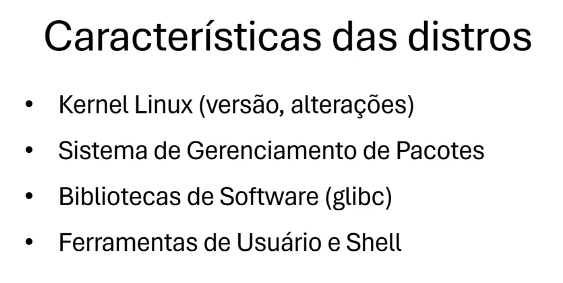 Características das distros
• Kernel Linux (versão, alterações)
• Sistema de Gerenciamento de Pacotes
• Bibliotecas de Software (glibc)
• Ferramentas de Usuário e Shell